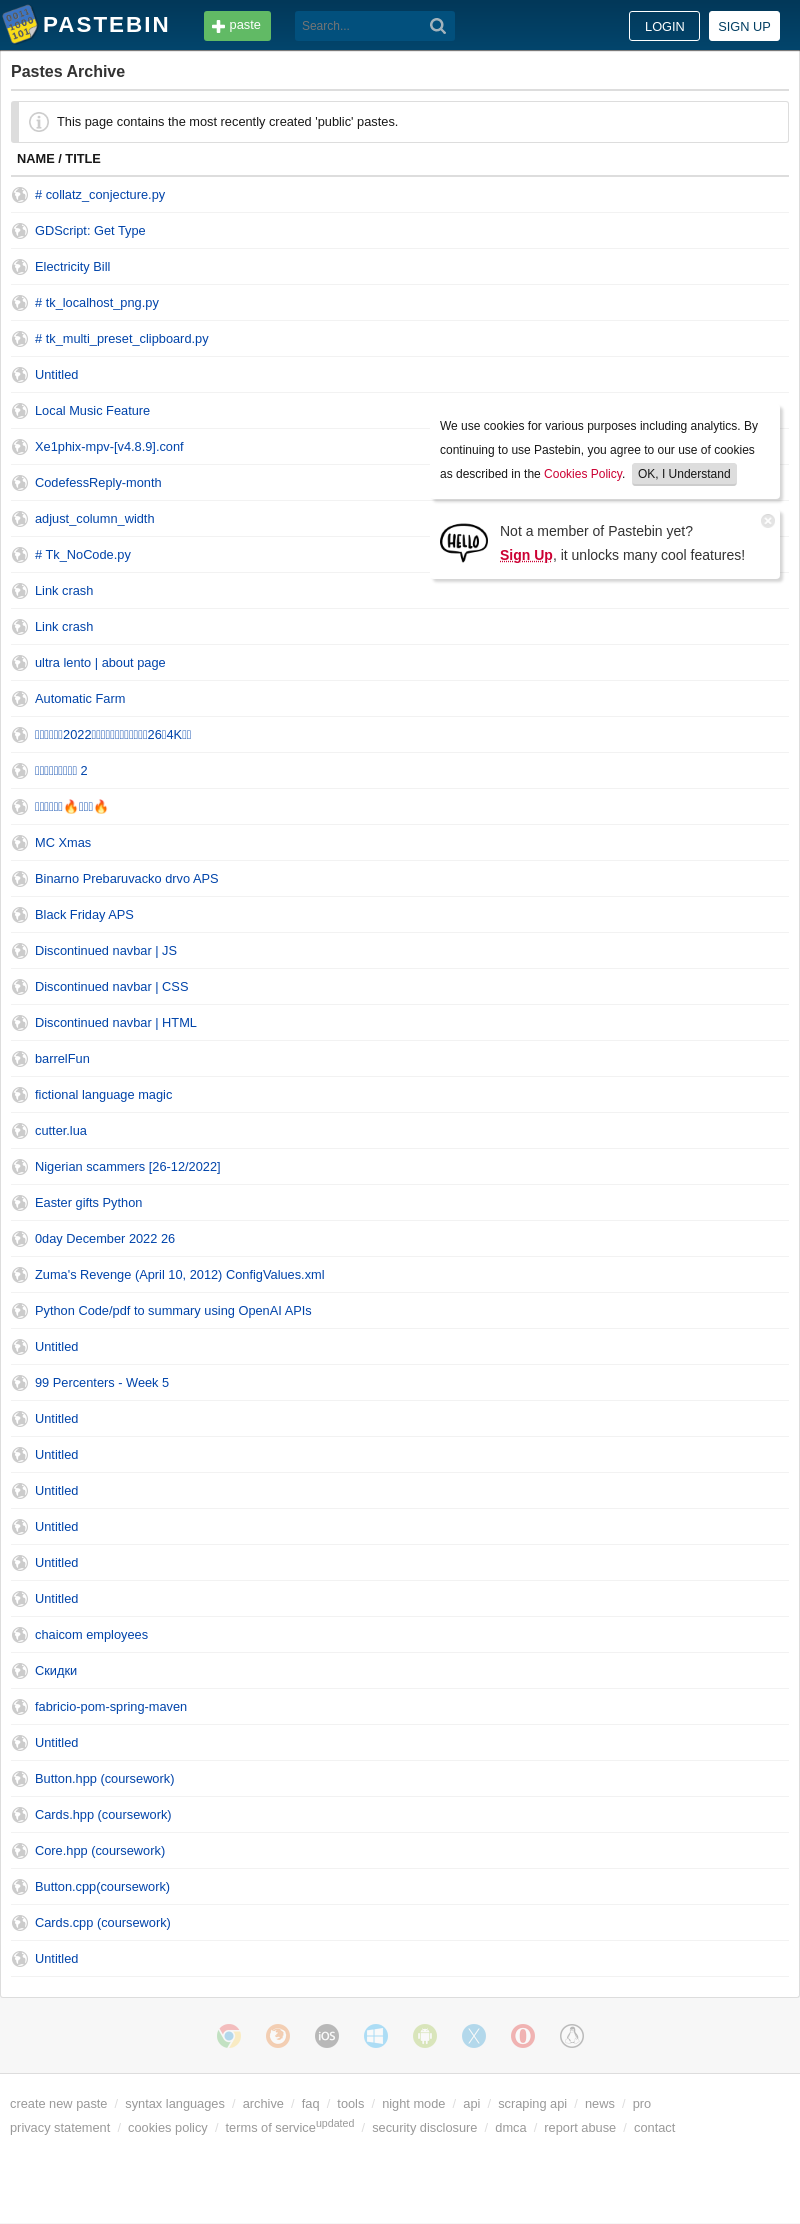 PASTEBIN
paste
Search...
LOGIN
SIGN UP
Pastes Archive
This page contains the most recently created 'public' pastes.
NAME / TITLE
# collatz_conjecture.py
GDScript: Get Type
Electricity Bill
# tk_localhost_png.py
# tk_multi_preset_clipboard.py
Untitled
Local Music Feature
We use cookies for various purposes including analytics. By
continuing to use Pastebin, you agree to our use of cookies
as described in the Cookies Policy. OK, I Understand
Xe1phix-mpv-[v4.8.9].conf
CodefessReply-month
adjust_column_width
HELLO
Not a member of Pastebin yet?
Sign Up, it unlocks many cool features!
# Tk_NoCode.py
Link crash
Link crash
ultra lento | about page
Automatic Farm
2022 26 4K
2
🔥 🔥
MC Xmas
Binarno Prebaruvacko drvo APS
Black Friday APS
Discontinued navbar | JS
Discontinued navbar | CSS
Discontinued navbar | HTML
barrelFun
fictional language magic
cutter.lua
Nigerian scammers [26-12/2022]
Easter gifts Python
0day December 2022 26
Zuma's Revenge (April 10, 2012) ConfigValues.xml
Python Code/pdf to summary using OpenAI APIs
Untitled
99 Percenters - Week 5
Untitled
Untitled
Untitled
Untitled
Untitled
Untitled
chaicom employees
Скидки
fabricio-pom-spring-maven
Untitled
Button.hpp (coursework)
Cards.hpp (coursework)
Core.hpp (coursework)
Button.cpp(coursework)
Cards.cpp (coursework)
Untitled
iOS
create new paste / syntax languages / archive / faq / tools / night mode / api / scraping api / news / pro
privacy statement / cookies policy / terms of service updated / security disclosure / dmca / report abuse / contact